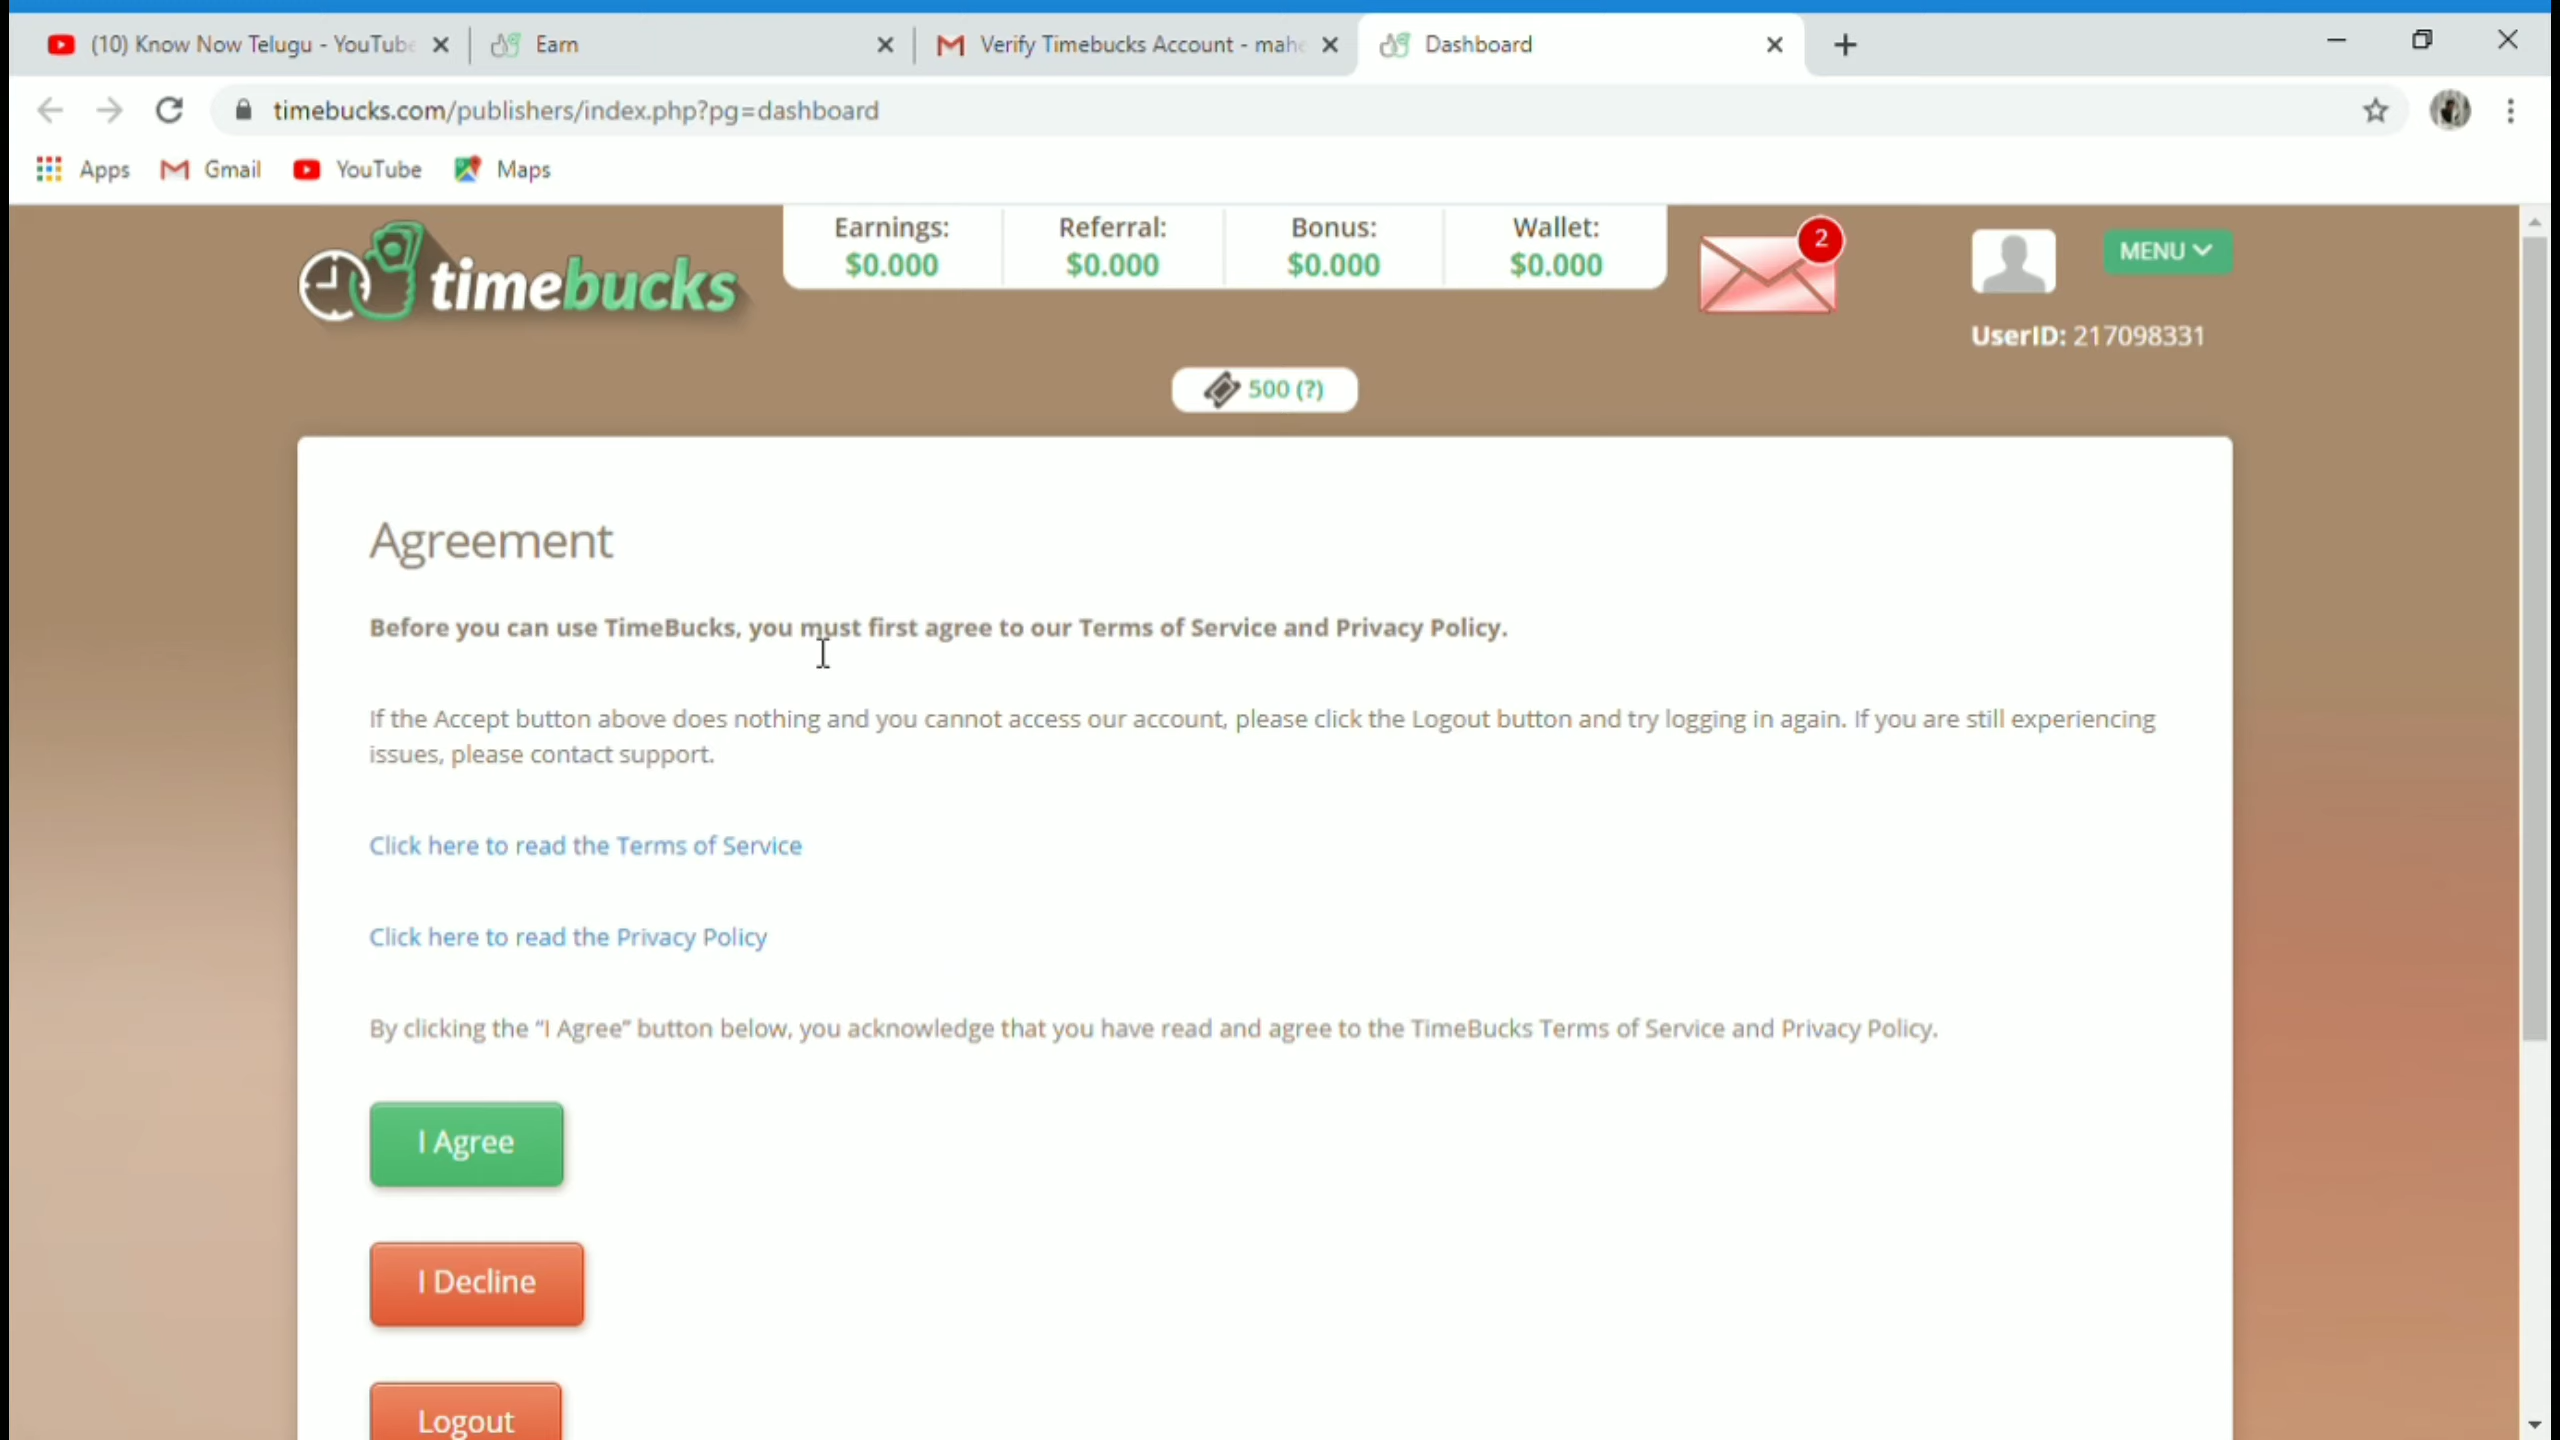 (10) Know Now Telugu - YouTube
Earn
Verify Timebucks Account - mahe
Dashboard
timebucks.com/publishers/index.php?pg=dashboard
Apps
Gmail
YouTube
Maps
timebucks
Earnings:
$0.000
Referral:
$0.000
Bonus:
$0.000
Wallet:
$0.000
2
MENU
UserID: 217098331
500 (?)
Agreement
Before you can use TimeBucks, you must first agree to our Terms of Service and Privacy Policy.
If the Accept button above does nothing and you cannot access our account, please click the Logout button and try logging in again. If you are still experiencing
issues, please contact support.
Click here to read the Terms of Service
Click here to read the Privacy Policy
By clicking the “I Agree” button below, you acknowledge that you have read and agree to the TimeBucks Terms of Service and Privacy Policy.
I Agree
I Decline
Logout